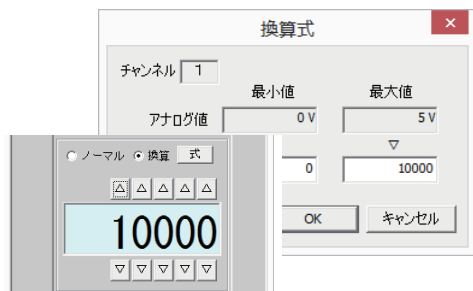 換算式
×
チャンネル 1
最小値 最大値
アナログ値 0 V 5 V
▽
0 10000
OK キャンセル
ノーマル 換算 式
△ △ △ △ △
10000
▽ ▽ ▽ ▽ ▽